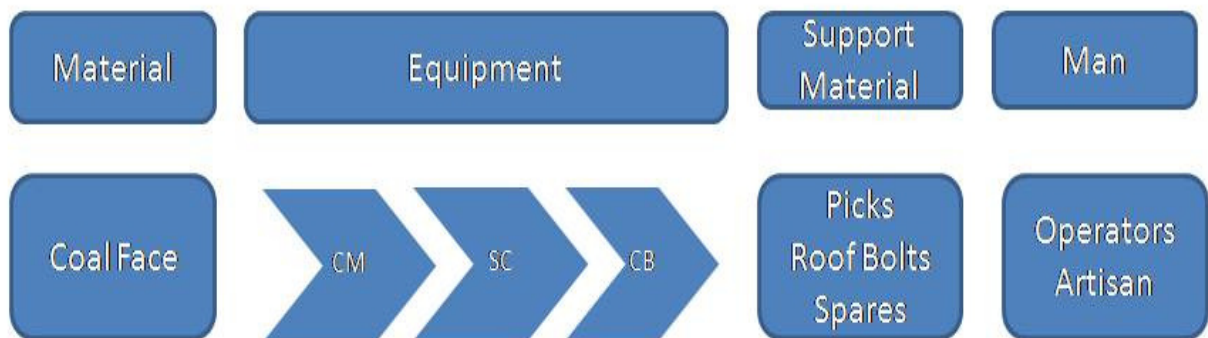 Material
Equipment
Support
Material
Man
Coal Face
CM
SC
CB
Picks
Roof Bolts
Spares
Operators
Artisan